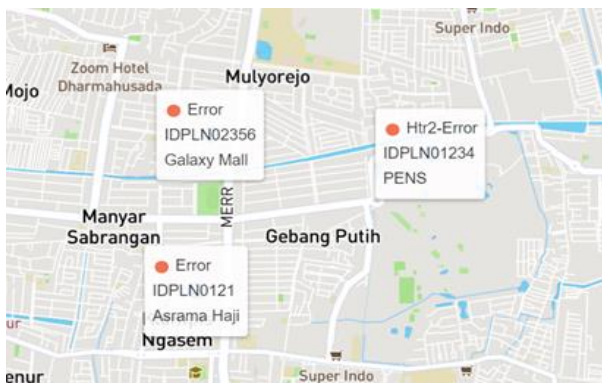 Super Indo
Zoom Hotel
Dharmahusada
Mulyorejo
Mojo
Error
IDPLN02356
Galaxy Mall
Htr2-Error
IDPLN01234
PENS
MERR
Manyar
Sabrangan
Gebang Putih
Error
IDPLN0121
Asrama Haji
Ngasem
Super Indo
enur
ur